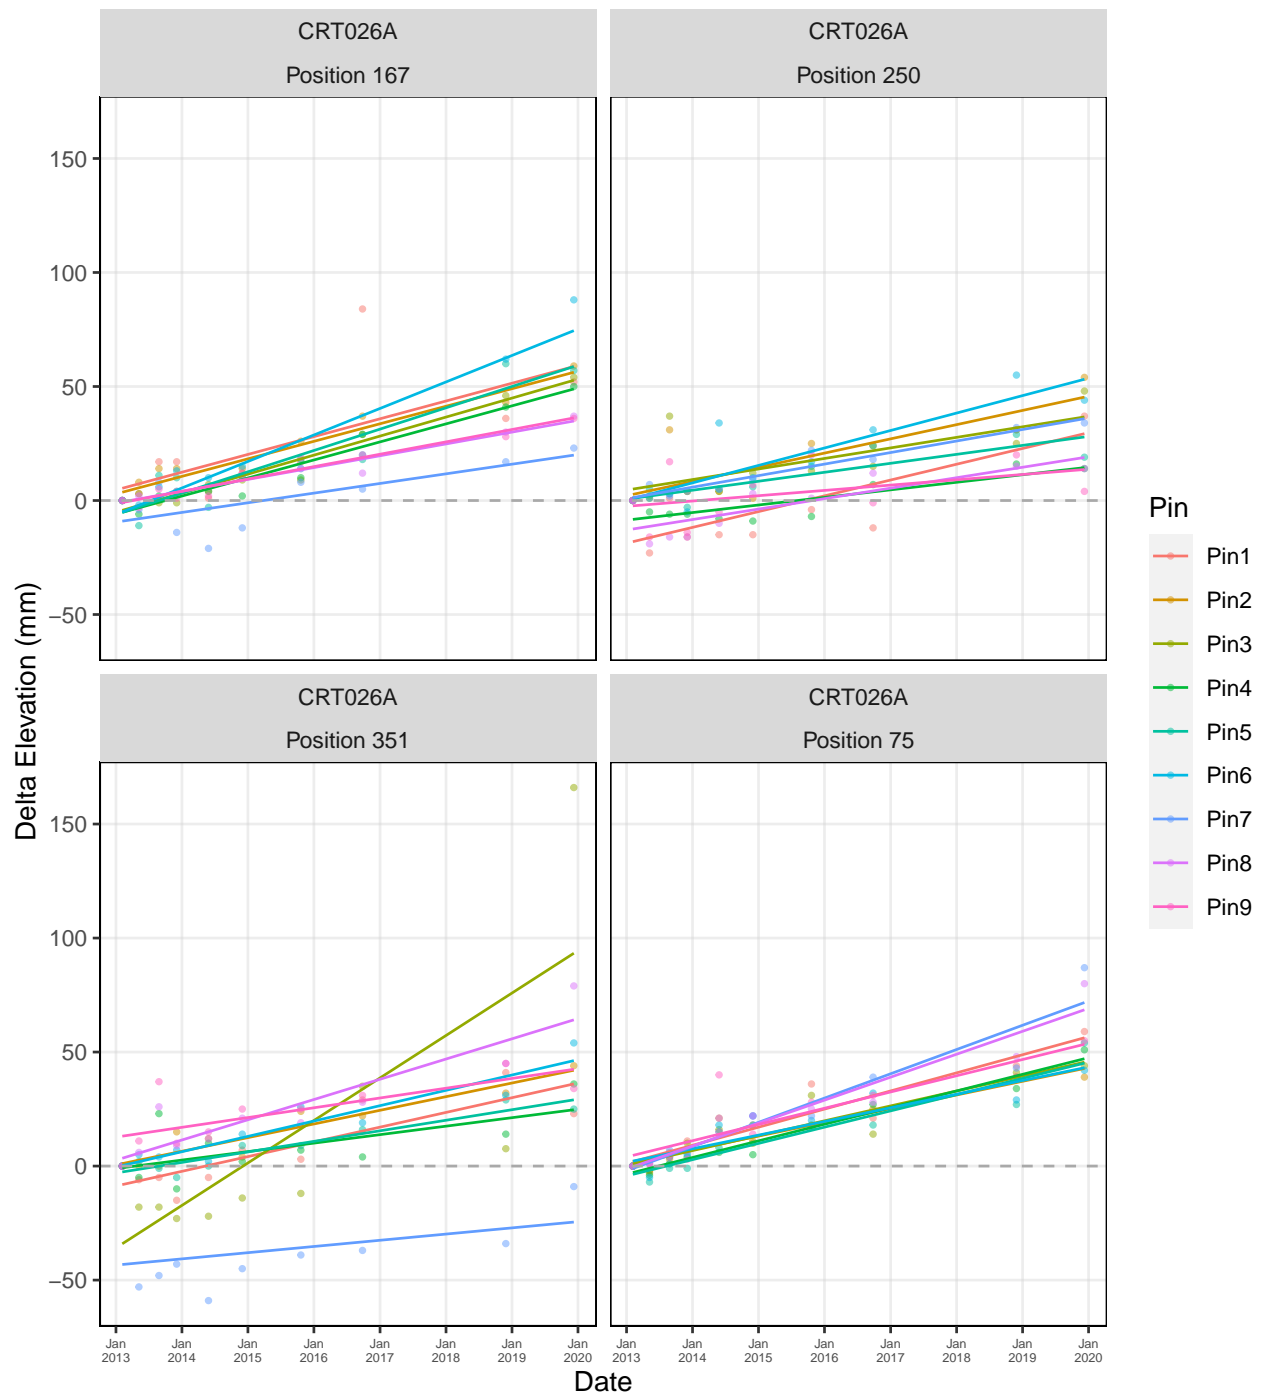 CRT026A
Position 167
CRT026A
Position 250
150
100
50
0
−50
CRT026A
Position 351
CRT026A
Position 75
150
100
50
0
−50
Jan 2013
Jan 2014
Jan 2015
Jan 2016
Jan 2017
Jan 2018
Jan 2019
Jan 2020
Jan 2013
Jan 2014
Jan 2015
Jan 2016
Jan 2017
Jan 2018
Jan 2019
Jan 2020
Date
Delta Elevation (mm)
Pin
Pin1
Pin2
Pin3
Pin4
Pin5
Pin6
Pin7
Pin8
Pin9